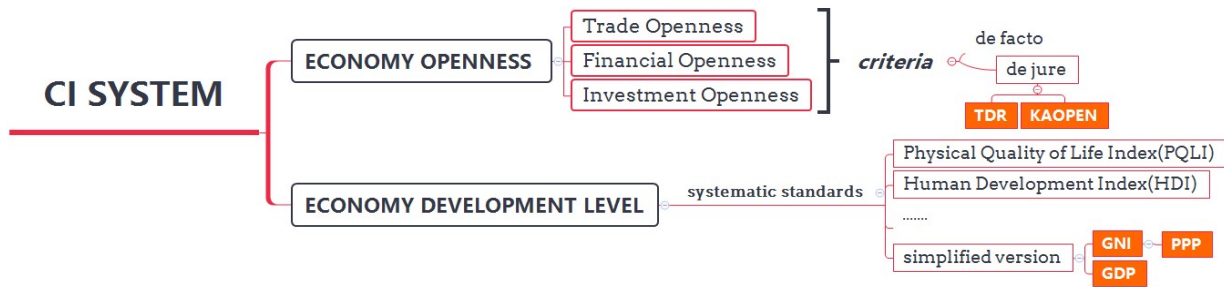 CI SYSTEM
ECONOMY OPENNESS
Trade Openness
Financial Openness
Investment Openness
criteria
de facto
de jure
TDR
KAOPEN
ECONOMY DEVELOPMENT LEVEL
systematic standards
Physical Quality of Life Index(PQLI)
Human Development Index(HDI)
.......
simplified version
GNI
PPP
GDP